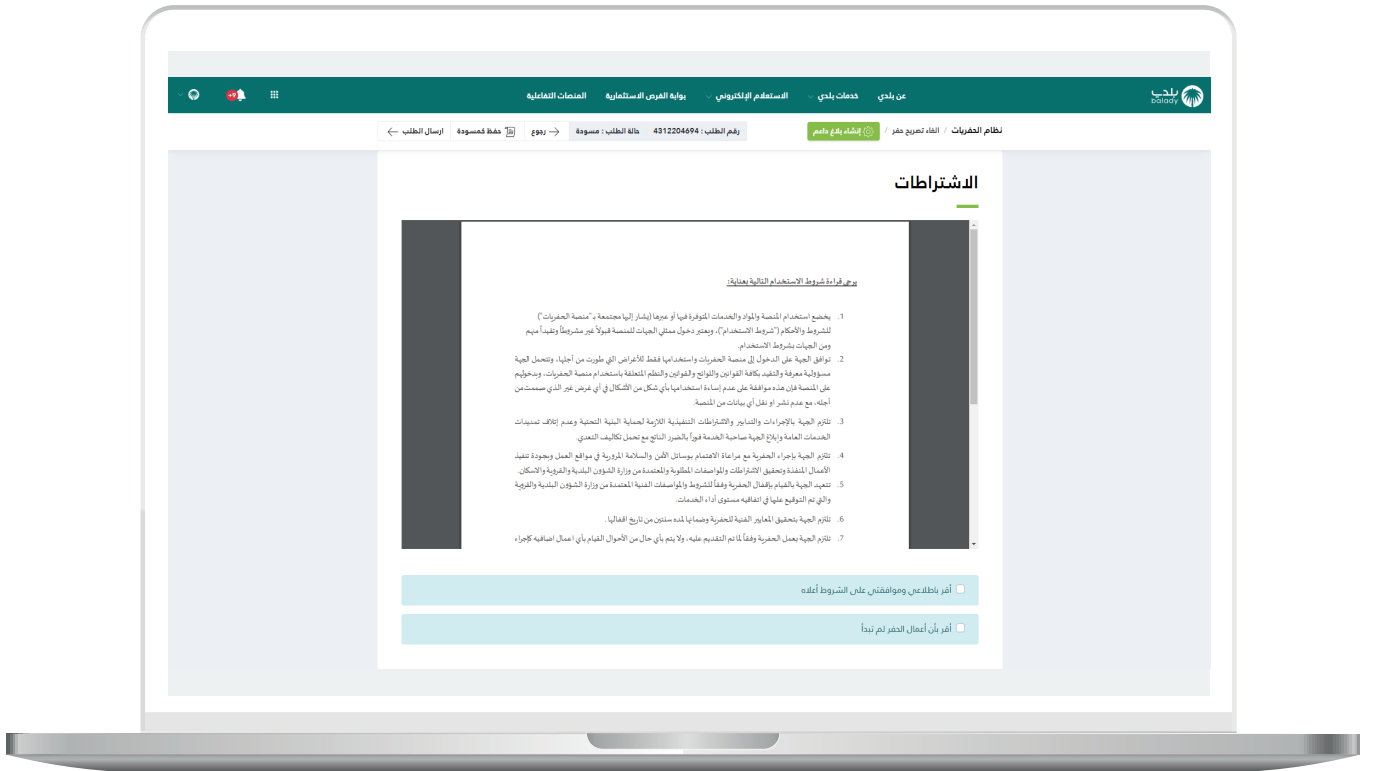 بلدي
balady
عن بلدي
خدمات بلدي
الاستعلام الإلكتروني
بوابة الفرص الاستثمارية
المنصات التفاعلية
+9
نظام الحفريات / الغاء تصريح حفر /
إنشاء بلاغ داعم
رقم الطلب : 4312204694
حالة الطلب : مسودة
رجوع
حفظ كمسودة
ارسال الطلب
الاشتراطات
يرجى قراءة شروط الاستخدام التالية بعناية:
1. يخضع استخدام المنصة والمواد والخدمات المتوفرة فيها أو عبرها (يشار إليها مجتمعة بـ "منصة الحفريات")
للشروط والأحكام ("شروط الاستخدام")، ويعتبر دخول ممثلي الجهات للمنصة قبولاً غير مشروطاً وتقيداً منهم
ومن الجهات بشروط الاستخدام.
2. توافق الجهة على الدخول إلى منصة الحفريات واستخدامها فقط للأغراض التي طورت من أجلها، وتتحمل الجهة
مسؤولية معرفة والتقيد بكافة القوانين واللوائح والقوانين والنظم المتعلقة باستخدام منصة الحفريات، وبدخولهم
على المنصة فإن هذه موافقة على عدم إساءة استخدامها بأي شكل من الأشكال في أي غرض غير الذي صممت من
أجله، مع عدم نشر او نقل أي بيانات من المنصة.
3. تلتزم الجهة بالإجراءات والتدابير والاشتراطات التنفيذية اللازمة لحماية البنية التحتية وعدم إتلاف تمديدات
الخدمات العامة وإبلاغ الجهة صاحبة الخدمة فوراً بالضرر الناتج مع تحمل تكاليف التعدي.
4. تلتزم الجهة بإجراء الحفرية مع مراعاة الاهتمام بوسائل الأمن والسلامة المرورية في مواقع العمل وبجودة تنفيذ
الأعمال المنفذة وتحقيق الاشتراطات والمواصفات المطلوبة والمعتمدة من وزارة الشؤون البلدية والقروية والاسكان.
5. تتعهد الجهة بالقيام بإقفال الحفرية وفقاً للشروط والمواصفات الفنية المعتمدة من وزارة الشؤون البلدية والقروية
والتي تم التوقيع عليها في اتفاقيه مستوى أداء الخدمات.
6. تلتزم الجهة بتحقيق المعايير الفنية للحفرية وضمانها لمده سنتين من تاريخ اقفالها .
7. تلتزم الجهة بعمل الحفرية وفقاً لما تم التقديم عليه، ولا يتم بأي حال من الأحوال القيام بأي اعمال اضافيه كإجراء
أقر باطلاعي وموافقتي على الشروط أعلاه
أقر بأن أعمال الحفر لم تبدأ